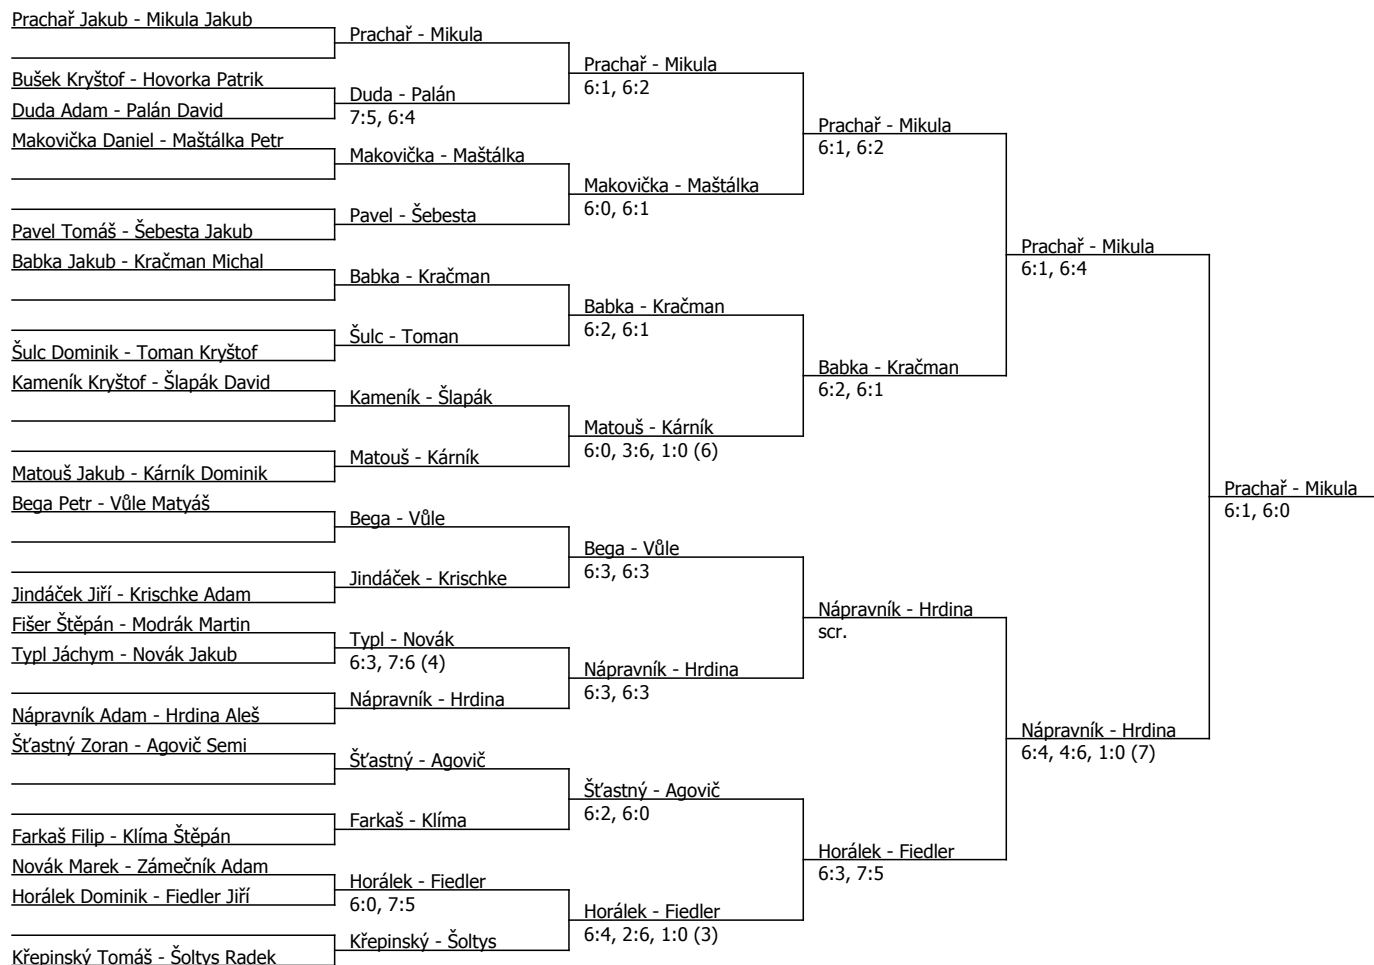 Prachař Jakub - Mikula Jakub
Bušek Kryštof - Hovorka Patrik
Duda Adam - Palán David
Makovička Daniel - Maštálka Petr
Pavel Tomáš - Šebesta Jakub
Babka Jakub - Kračman Michal
Šulc Dominik - Toman Kryštof
Kameník Kryštof - Šlapák David
Matouš Jakub - Kárník Dominik
Bega Petr - Vůle Matyáš
Jindáček Jiří - Krischke Adam
Fišer Štěpán - Modrák Martin
Typl Jáchym - Novák Jakub
Nápravník Adam - Hrdina Aleš
Šťastný Zoran - Agovič Semi
Farkaš Filip - Klíma Štěpán
Novák Marek - Zámečník Adam
Horálek Dominik - Fiedler Jiří
Křepinský Tomáš - Šoltys Radek
Prachař - Mikula
Duda - Palán
7:5, 6:4
Makovička - Maštálka
Pavel - Šebesta
Babka - Kračman
Šulc - Toman
Kameník - Šlapák
Matouš - Kárník
Bega - Vůle
Jindáček - Krischke
Typl - Novák
6:3, 7:6 (4)
Nápravník - Hrdina
Šťastný - Agovič
Farkaš - Klíma
Horálek - Fiedler
6:0, 7:5
Křepinský - Šoltys
Prachař - Mikula
6:1, 6:2
Makovička - Maštálka
6:0, 6:1
Babka - Kračman
6:2, 6:1
Matouš - Kárník
6:0, 3:6, 1:0 (6)
Bega - Vůle
6:3, 6:3
Nápravník - Hrdina
6:3, 6:3
Šťastný - Agovič
6:2, 6:0
Horálek - Fiedler
6:4, 2:6, 1:0 (3)
Prachař - Mikula
6:1, 6:2
Babka - Kračman
6:2, 6:1
Nápravník - Hrdina
scr.
Horálek - Fiedler
6:3, 7:5
Prachař - Mikula
6:1, 6:4
Nápravník - Hrdina
6:4, 4:6, 1:0 (7)
Prachař - Mikula
6:1, 6:0